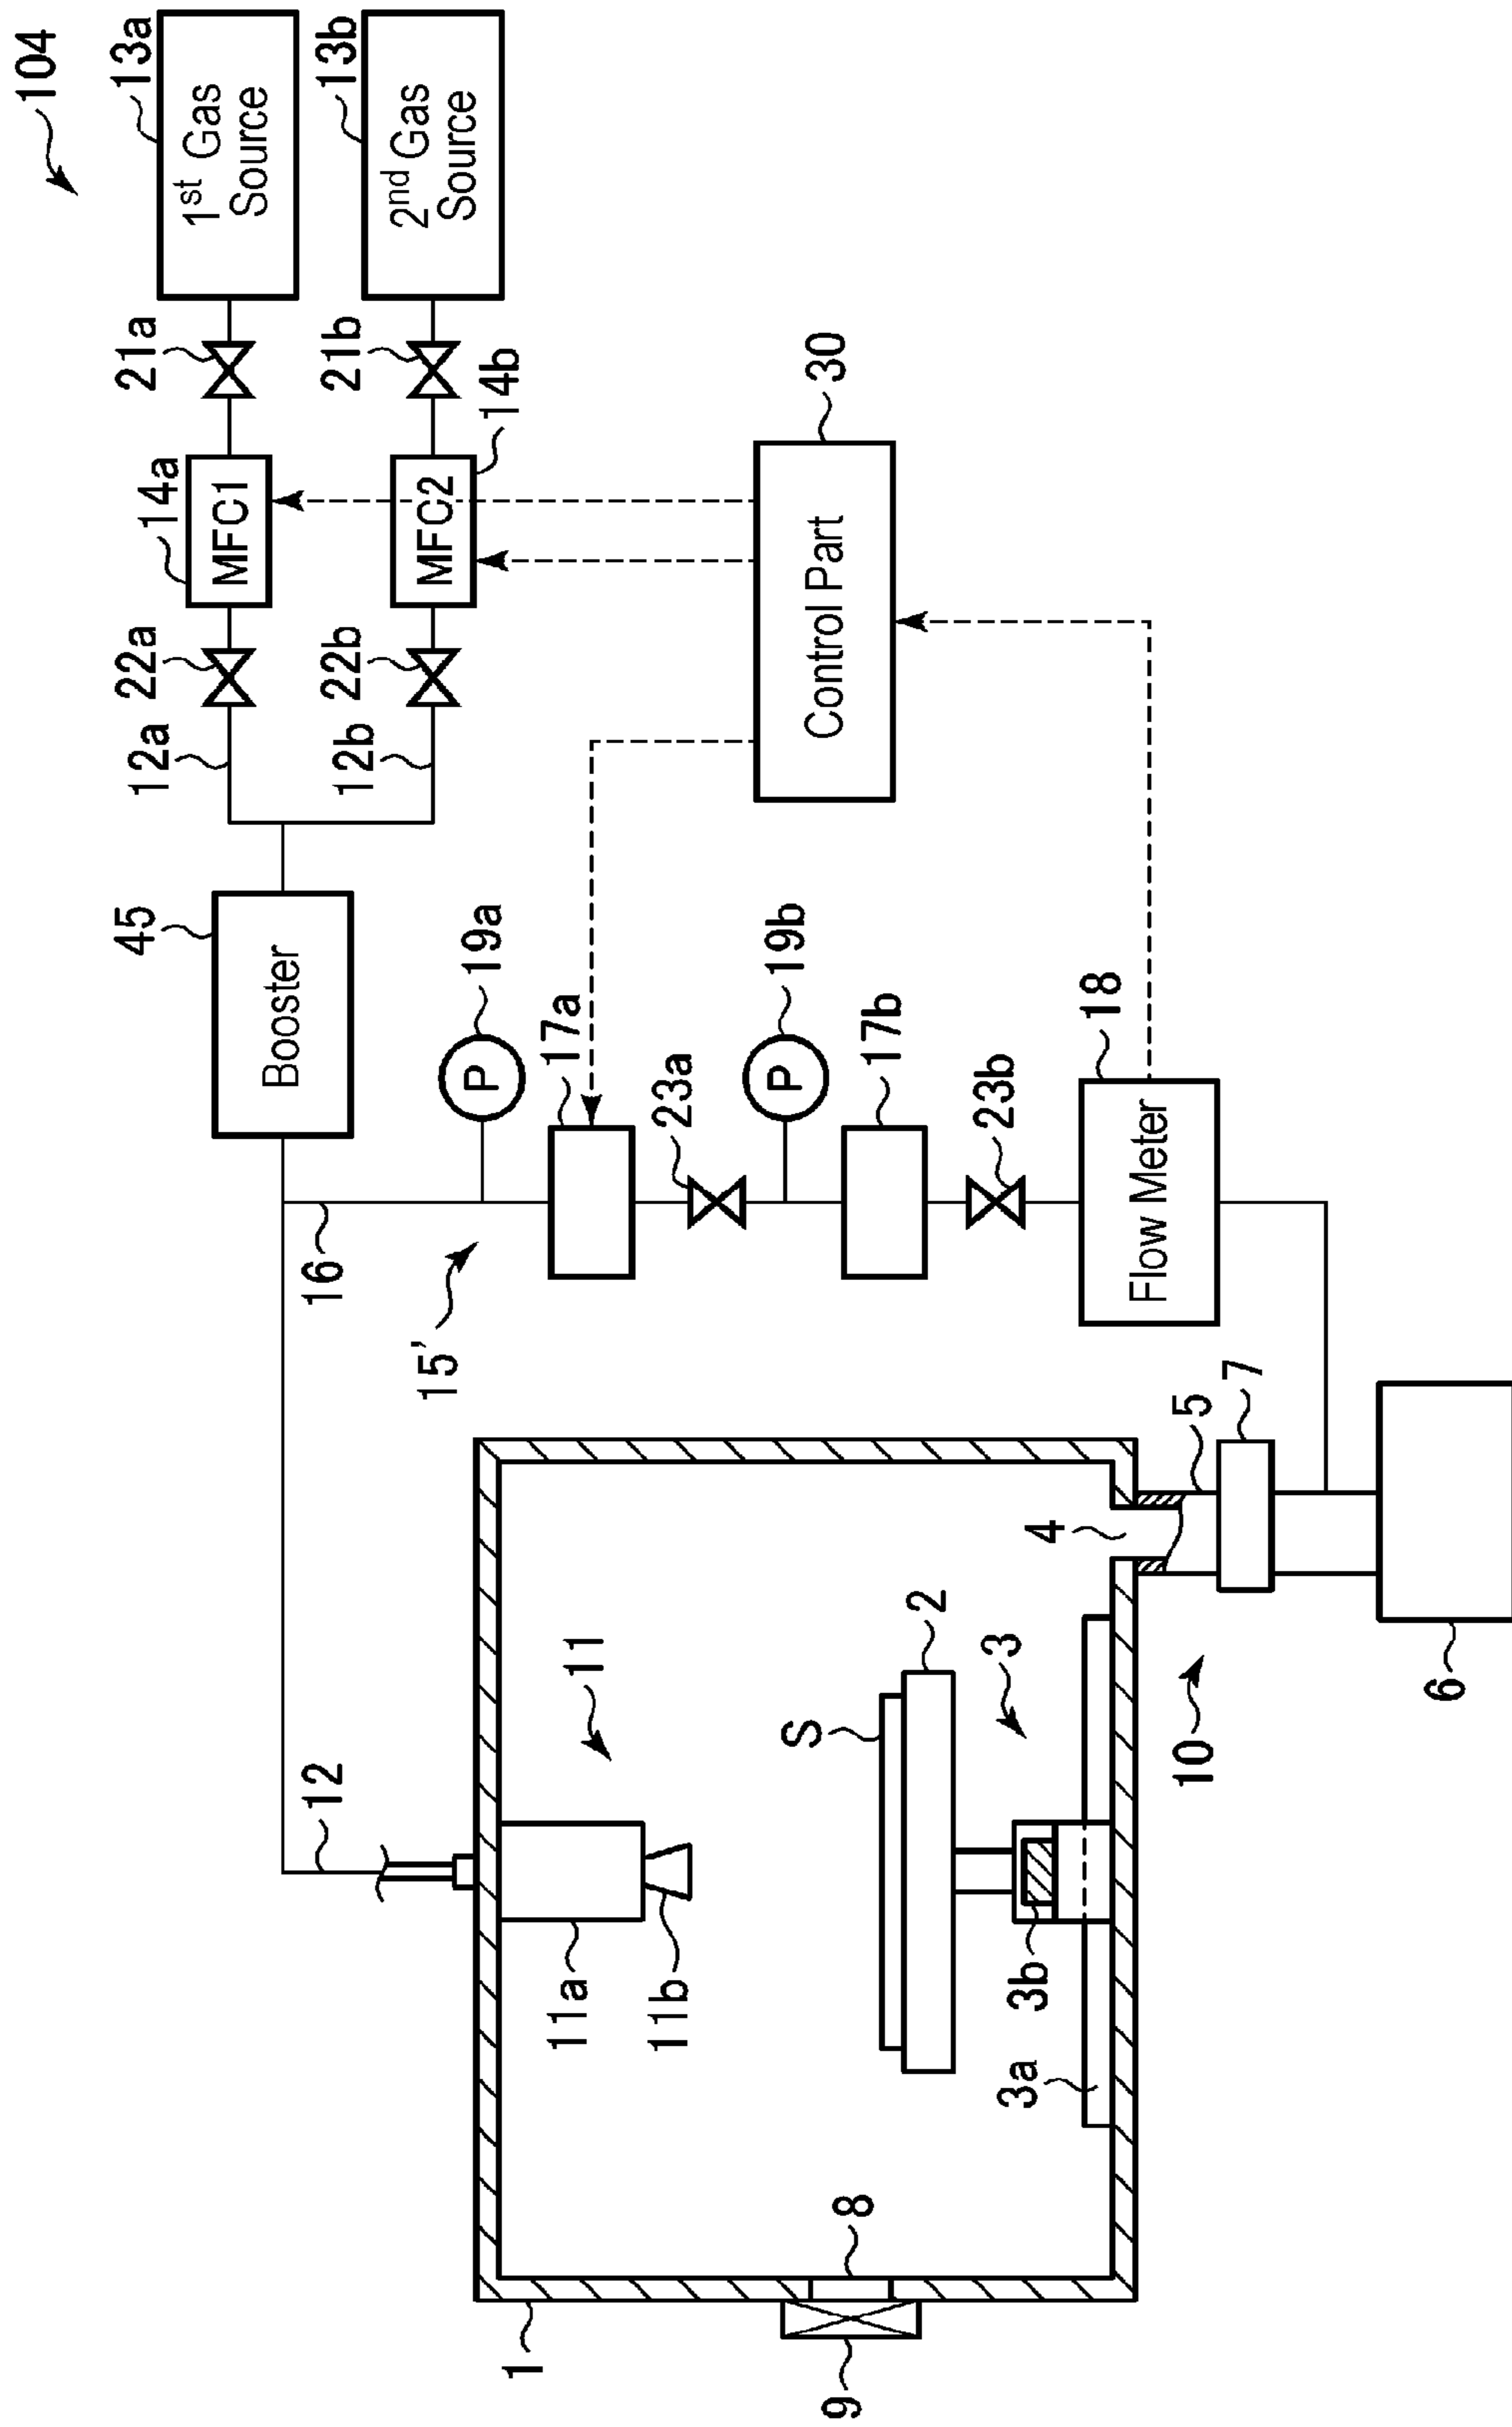 104
13a
1st Gas
Source
13b
2nd Gas
Source
21a
21b
14a
MFC1
14b
MFC2
22a
22b
12a
12b
30
Control Part
45
Booster
19a
P
17a
23a
19b
P
17b
23b
18
Flow Meter
16
15'
12
11
11a
11b
S
2
3
3b
3a
4
5
7
10
6
8
9
1